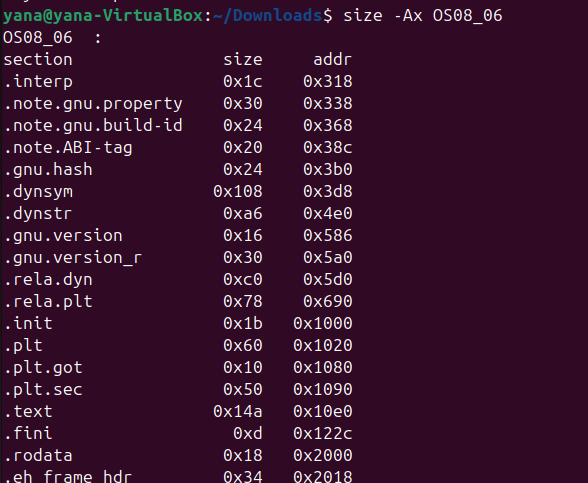 yana@yana-VirtualBox:~/Downloads$ size -Ax OS08_06
OS08_06  :
section               size    addr
.interp               0x1c   0x318
.note.gnu.property    0x30   0x338
.note.gnu.build-id    0x24   0x368
.note.ABI-tag         0x20   0x38c
.gnu.hash             0x24   0x3b0
.dynsym              0x108   0x3d8
.dynstr               0xa6   0x4e0
.gnu.version          0x16   0x586
.gnu.version_r        0x30   0x5a0
.rela.dyn             0xc0   0x5d0
.rela.plt             0x78   0x690
.init                 0x1b  0x1000
.plt                  0x60  0x1020
.plt.got              0x10  0x1080
.plt.sec              0x50  0x1090
.text                0x14a  0x10e0
.fini                  0xd  0x122c
.rodata               0x18  0x2000
.eh_frame_hdr         0x34  0x2018